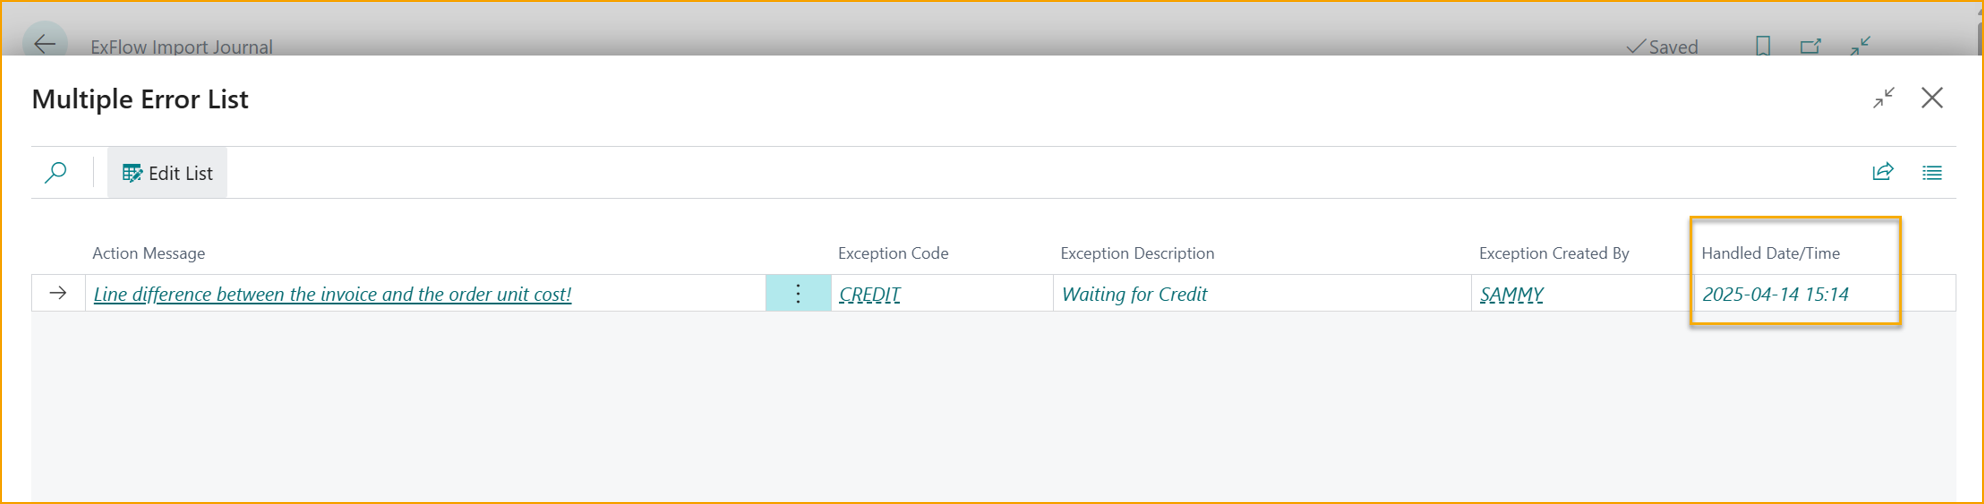 ExFlow Import Journal
Saved
Multiple Error List
Edit List
Action Message Exception Code Exception Description Exception Created By Handled Date/Time
Line difference between the invoice and the order unit cost! CREDIT Waiting for Credit SAMMY 2025-04-14 15:14